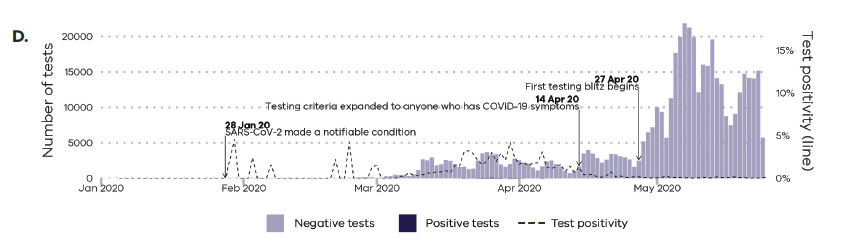 D.
Number of tests
20000
15000
10000
5000
0
27 Apr 20
First testing blitz begins
14 Apr 20
Testing criteria expanded to anyone who has COVID-19 symptoms
28 Jan 20
SARS-CoV-2 made a notifiable condition
15%
10%
5%
0%
Test positivity (line)
Jan 2020 Feb 2020 Mar 2020 Apr 2020 May 2020
Negative tests Positive tests Test positivity